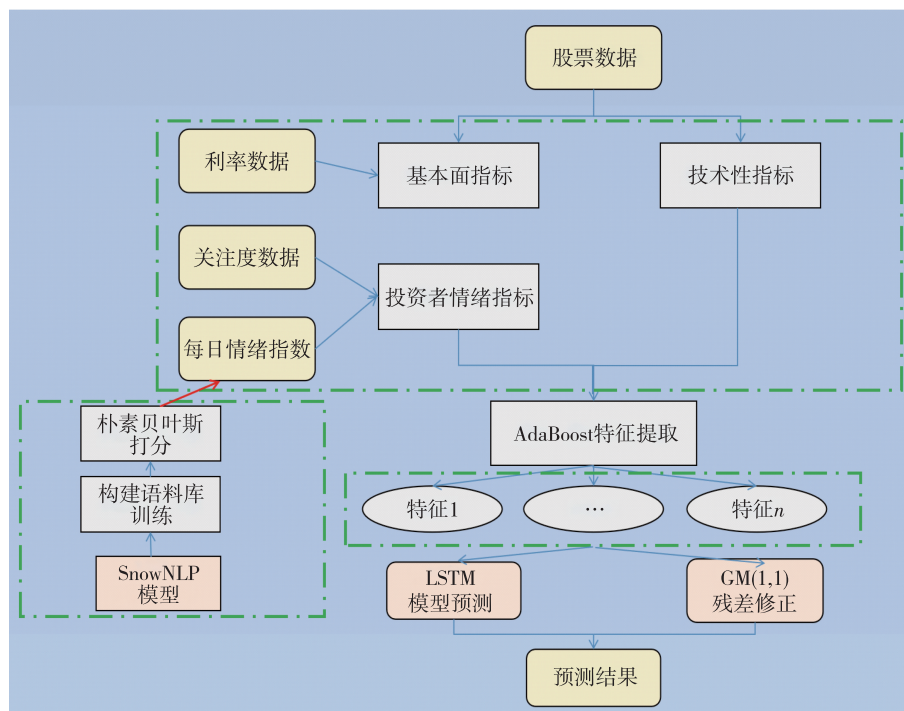 股票数据
利率数据
基本面指标
技术性指标
关注度数据
投资者情绪指标
每日情绪指数
朴素贝叶斯
打分
构建语料库
训练
SnowNLP
模型
AdaBoost特征提取
特征1
…
特征n
LSTM
模型预测
GM(1,1)
残差修正
预测结果